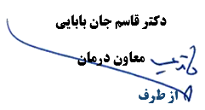 دکتر قاسم جان بابایی
معاون درمان
از طرف